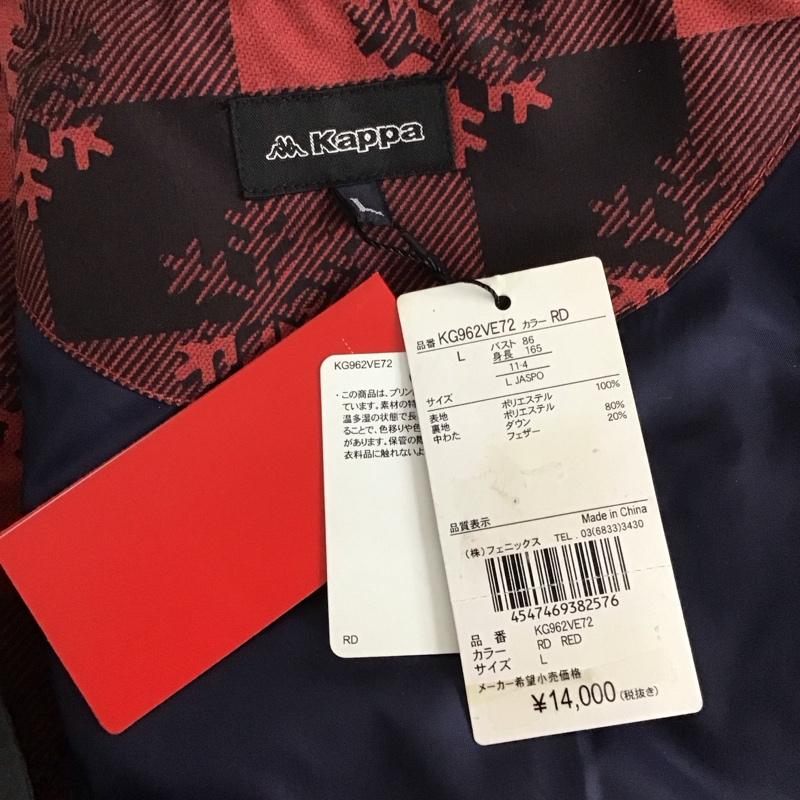 Kappa
L
KG962VE72
・この商品は、プリン
ています。素材の特
温多湿の状態で長
ることで、色移りや色
があります。保管の際
衣料品に触れないよ
RD
品番 KG962VE72 カラー RD
L バスト 86
身長 165
11-4
L JASPO
サイズ
表地 ポリエステル 100%
裏地 ポリエステル
中わた ダウン 80%
フェザー 20%
品質表示 Made in China
(株)フェニックス TEL . 03(6833)3430
4547469382576
品 番 KG962VE72
カラー RD RED
サイズ L
メーカー希望小売価格
¥14,000 (税抜き)